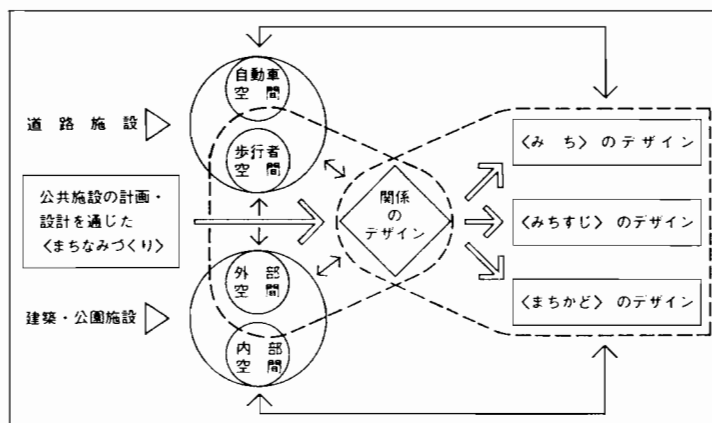 自動車
空間
道路施設
歩行者
空間
公共施設の計画・
設計を通じた
〈まちなみづくり〉
関係
の
デザイン
〈みち〉のデザイン
〈みちすじ〉のデザイン
〈まちかど〉のデザイン
外部
空間
建築・公園施設
内部
空間